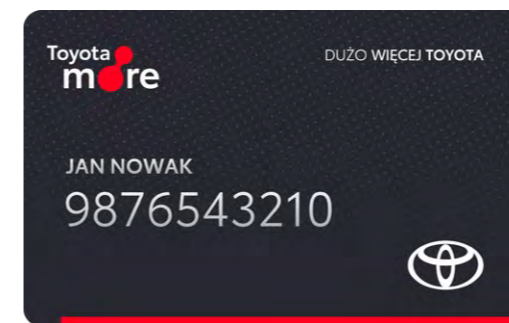 Toyota
more
DUŻO WIĘCEJ TOYOTA
JAN NOWAK
9876543210